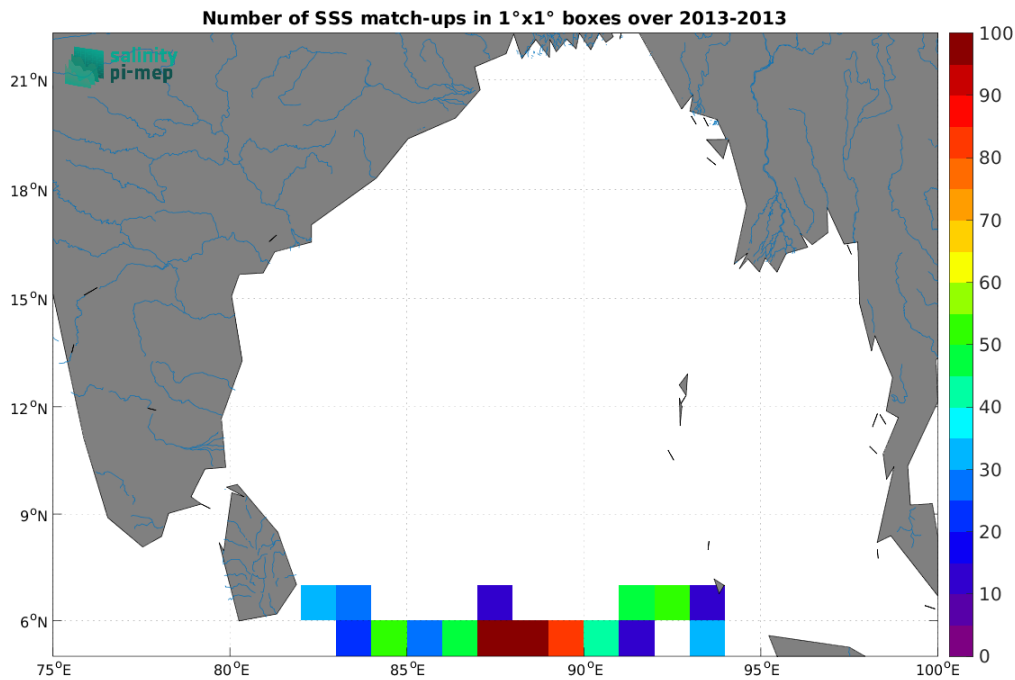 Number of SSS match-ups in 1°x1° boxes over 2013-2013
salinity
pi-mep
21°N
18°N
15°N
12°N
9°N
6°N
75°E
80°E
85°E
90°E
95°E
100°E
100
90
80
70
60
50
40
30
20
10
0